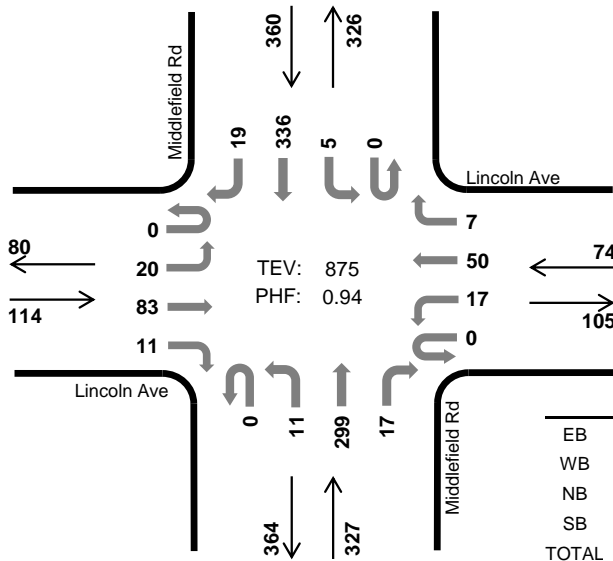 360
326
Middlefield Rd
19
336
5
0
Lincoln Ave
0
7
80
20
TEV: 875
50
74
114
83
PHF: 0.94
17
105
11
0
Lincoln Ave
0
11
299
17
Middlefield Rd
EB
WB
NB
SB
TOTAL
364
327